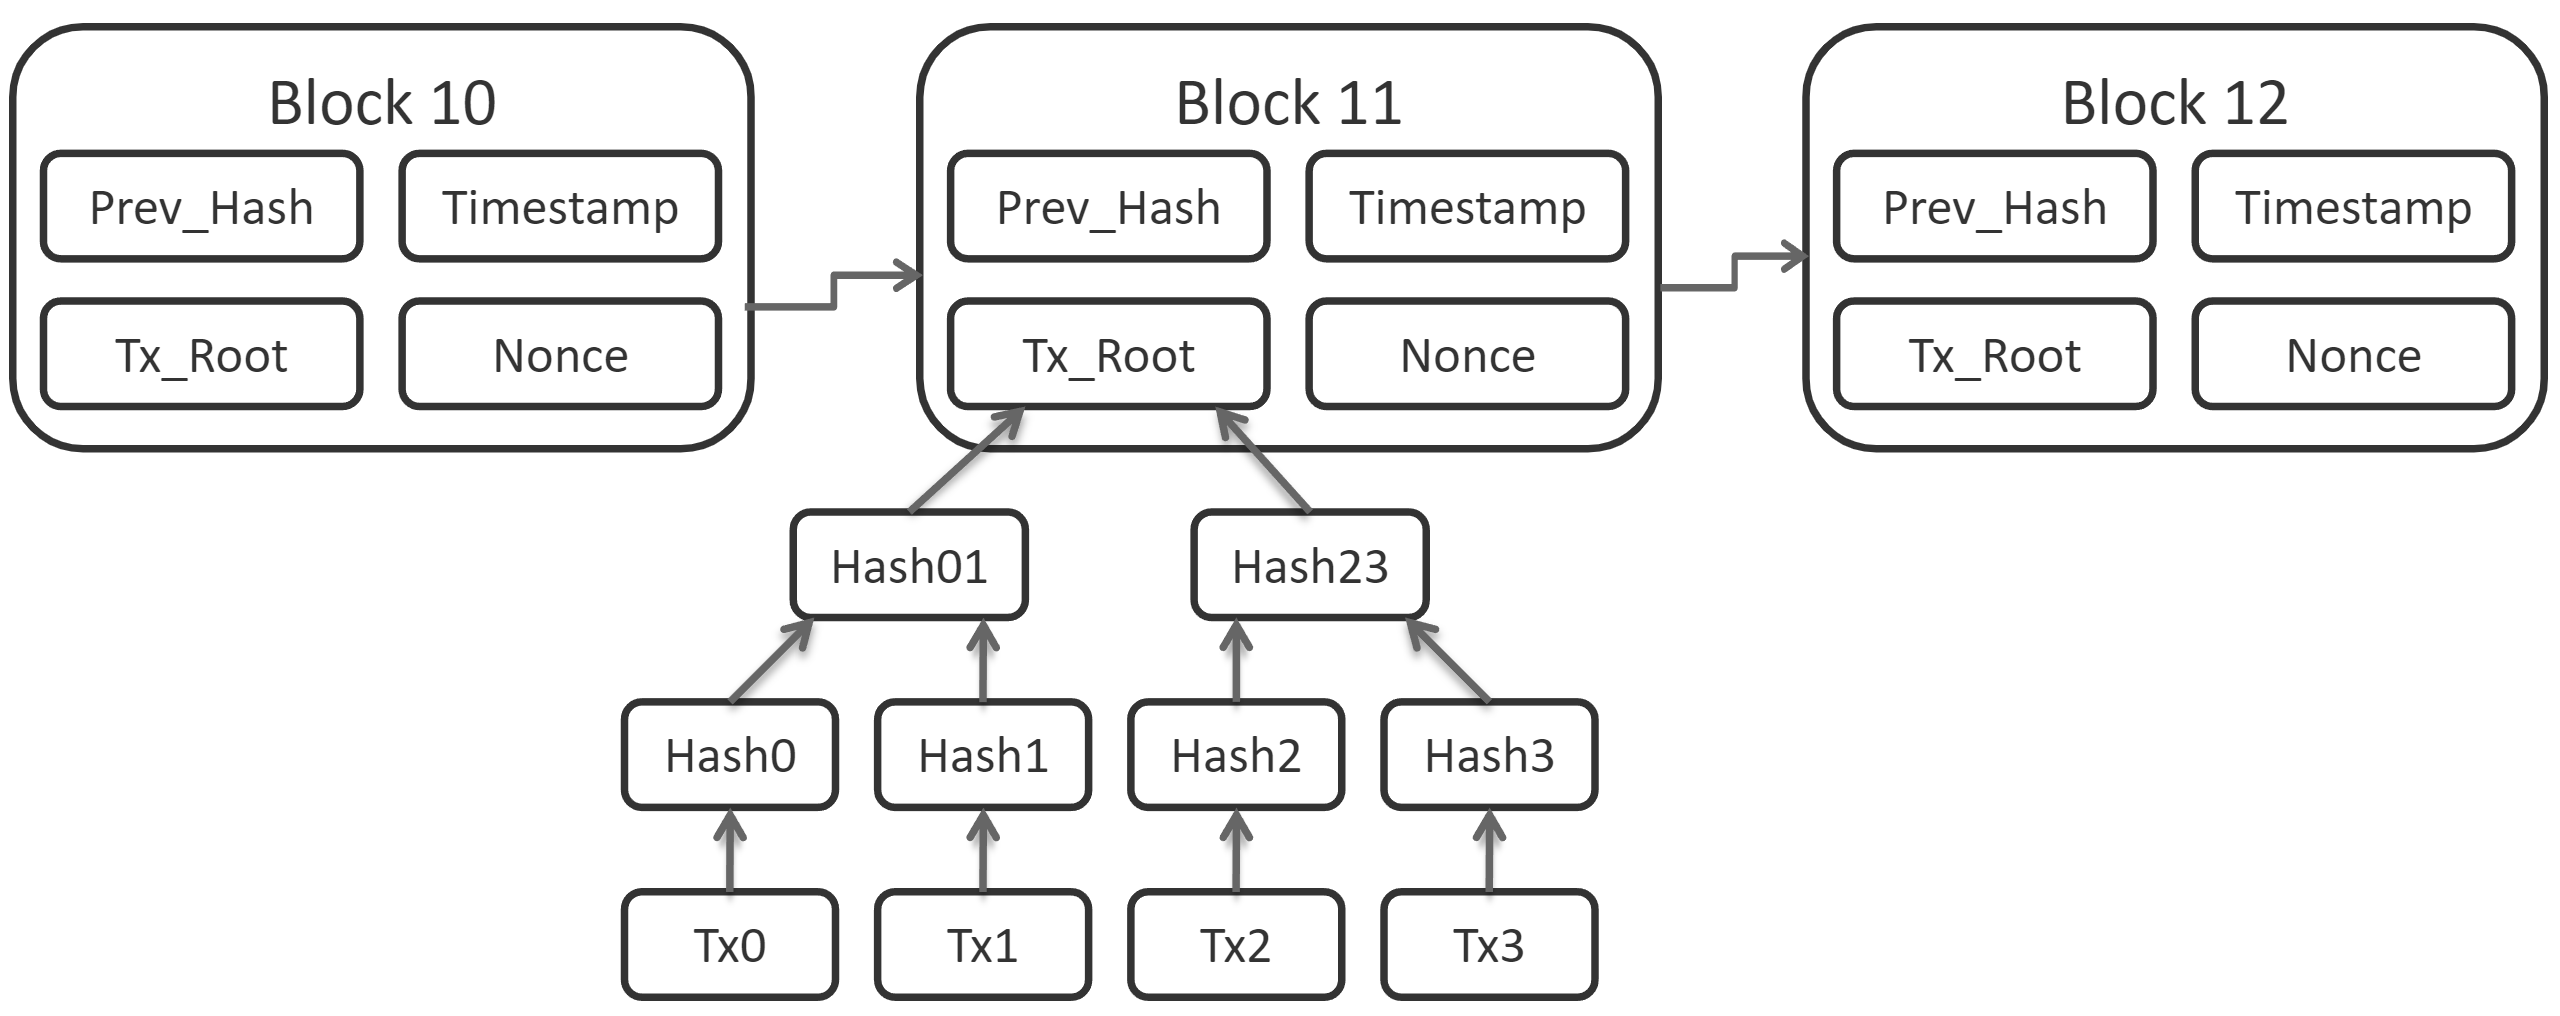 Block 10
Prev_Hash
Timestamp
Tx_Root
Nonce
Block 11
Prev_Hash
Timestamp
Tx_Root
Nonce
Block 12
Prev_Hash
Timestamp
Tx_Root
Nonce
Hash01
Hash23
Hash0
Hash1
Hash2
Hash3
Tx0
Tx1
Tx2
Tx3